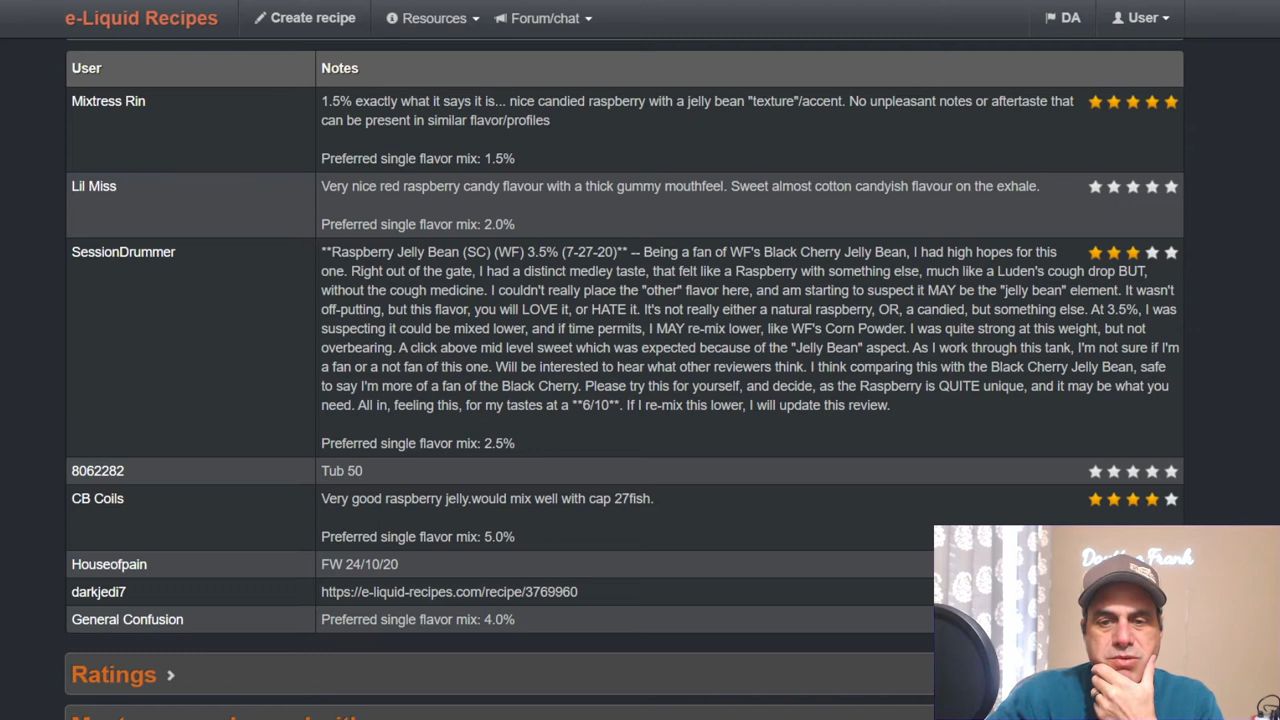 e-Liquid Recipes Create recipe Resources Forum/chat DA User
User Notes
Mixtress Rin 1.5% exactly what it says it is... nice candied raspberry with a jelly bean "texture"/accent. No unpleasant notes or aftertaste that
can be present in similar flavor/profiles
Preferred single flavor mix: 1.5%
Lil Miss Very nice red raspberry candy flavour with a thick gummy mouthfeel. Sweet almost cotton candyish flavour on the exhale.
Preferred single flavor mix: 2.0%
SessionDrummer **Raspberry Jelly Bean (SC) (WF) 3.5% (7-27-20)** -- Being a fan of WF's Black Cherry Jelly Bean, I had high hopes for this
one. Right out of the gate, I had a distinct medley taste, that felt like a Raspberry with something else, much like a Luden's cough drop BUT,
without the cough medicine. I couldn't really place the "other" flavor here, and am starting to suspect it MAY be the "jelly bean" element. It wasn't
off-putting, but this flavor, you will LOVE it, or HATE it. It's not really either a natural raspberry, OR, a candied, but something else. At 3.5%, I was
suspecting it could be mixed lower, and if time permits, I MAY re-mix lower, like WF's Corn Powder. I was quite strong at this weight, but not
overbearing. A click above mid level sweet which was expected because of the "Jelly Bean" aspect. As I work through this tank, I'm not sure if I'm
a fan or a not fan of this one. Will be interested to hear what other reviewers think. I think comparing this with the Black Cherry Jelly Bean, safe
to say I'm more of a fan of the Black Cherry. Please try this for yourself, and decide, as the Raspberry is QUITE unique, and it may be what you
need. All in, feeling this, for my tastes at a **6/10**. If I re-mix this lower, I will update this review.
Preferred single flavor mix: 2.5%
8062282 Tub 50
CB Coils Very good raspberry jelly.would mix well with cap 27fish.
Preferred single flavor mix: 5.0%
Houseofpain FW 24/10/20
darkjedi7 https://e-liquid-recipes.com/recipe/3769960
General Confusion Preferred single flavor mix: 4.0%
Ratings